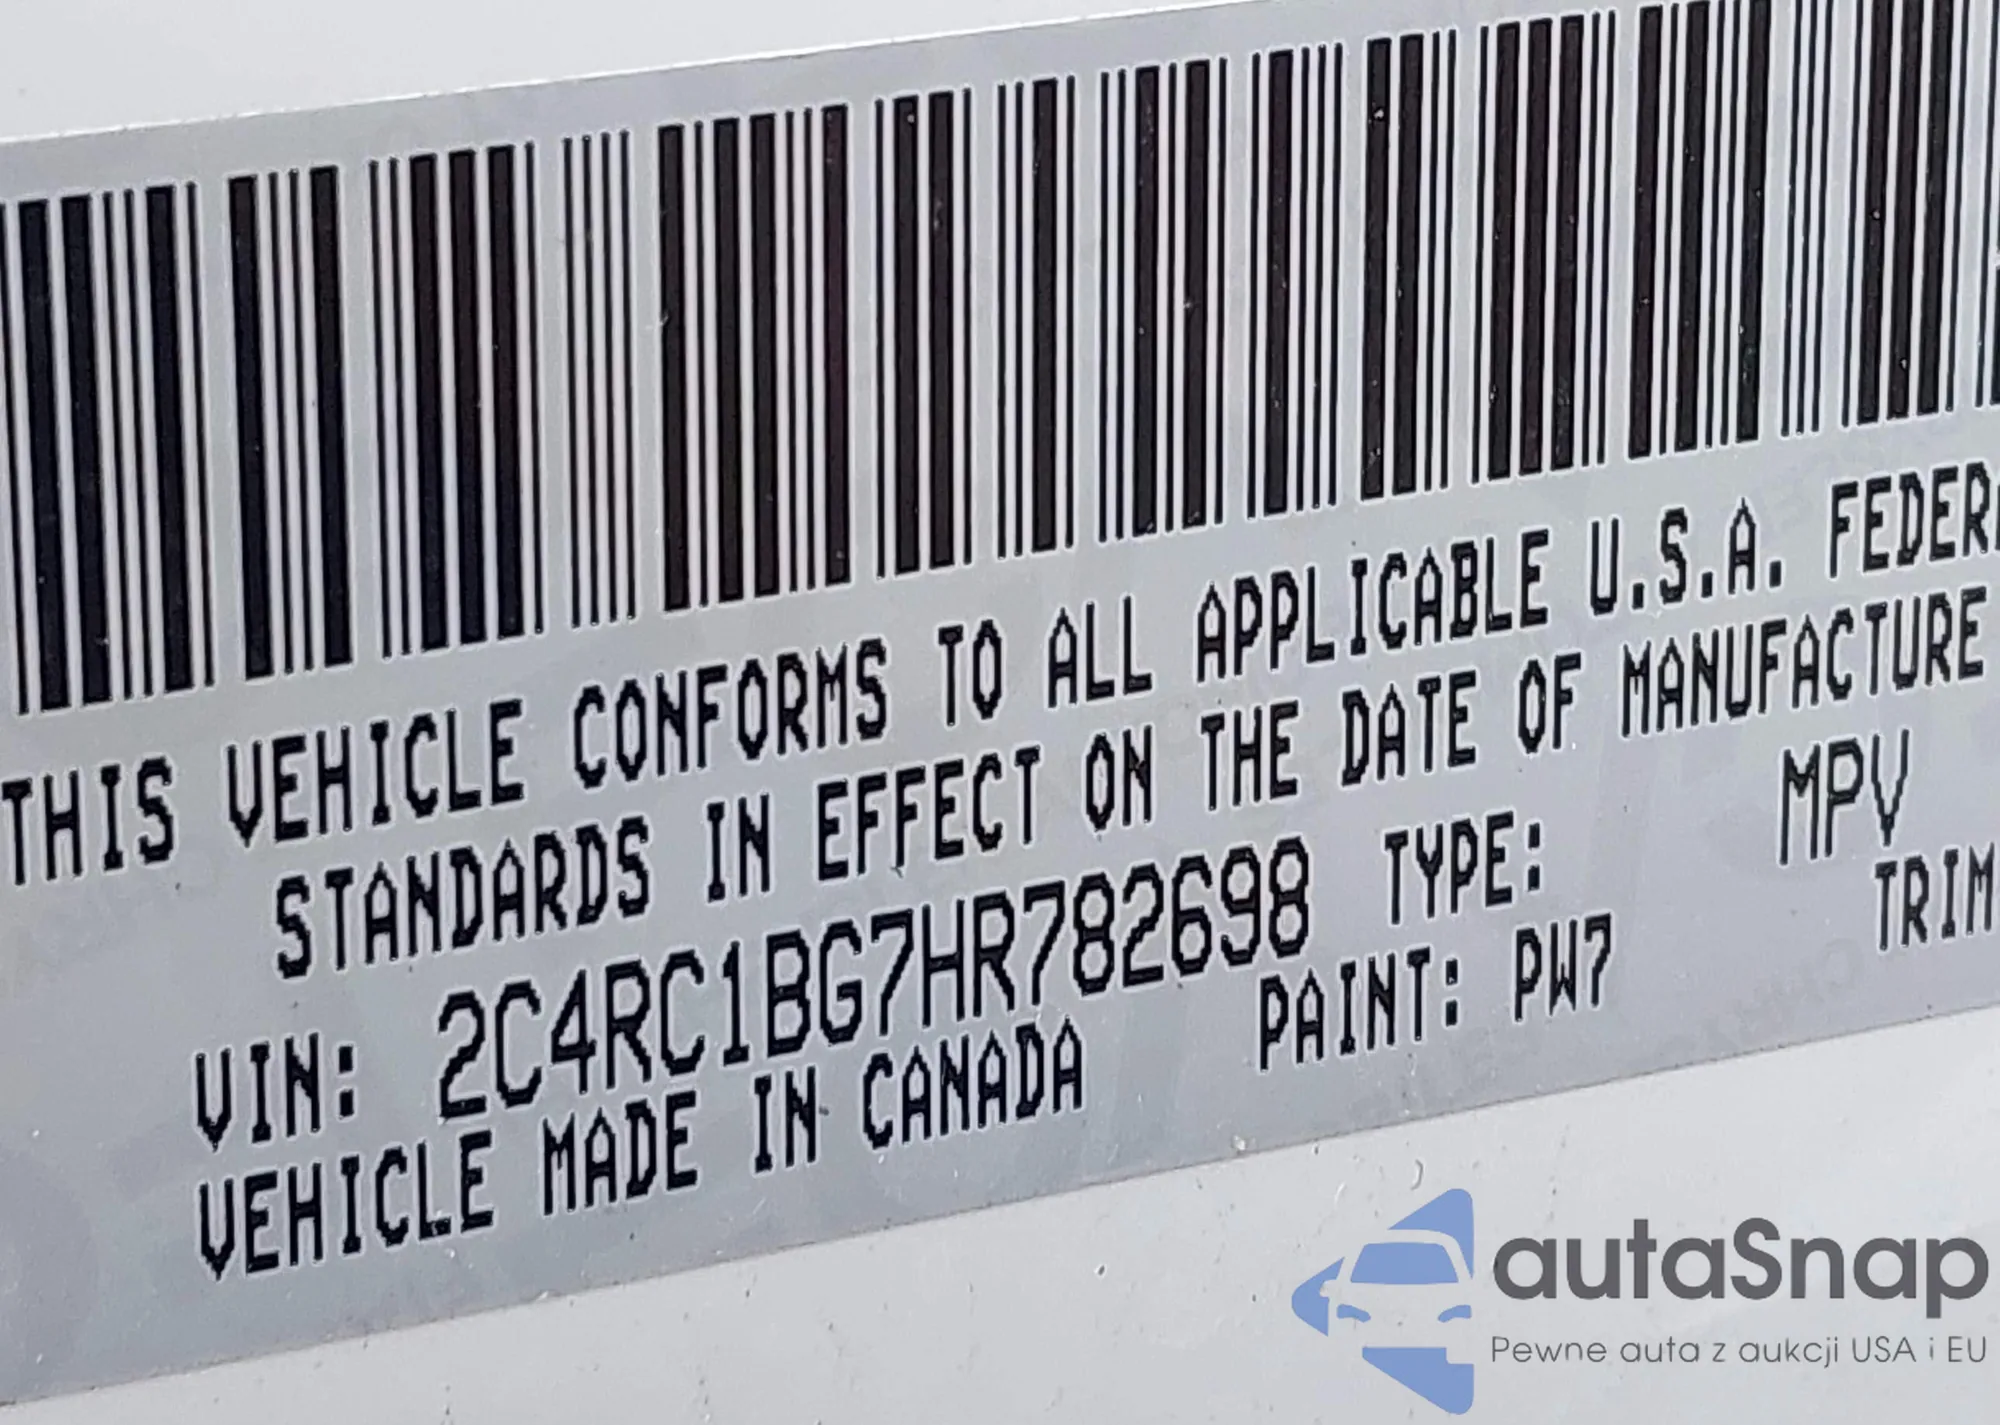 THIS VEHICLE CONFORMS TO ALL APPLICABLE U.S.A.
STANDARDS IN EFFECT ON THE DATE OF MANUFACTURE
VIN: 2C4RC1BG7HR782698 TYPE: MPV
VEHICLE MADE IN CANADA PAINT: PW7 TRIM
autaSnap
Pewne auta z aukcji USA i EU